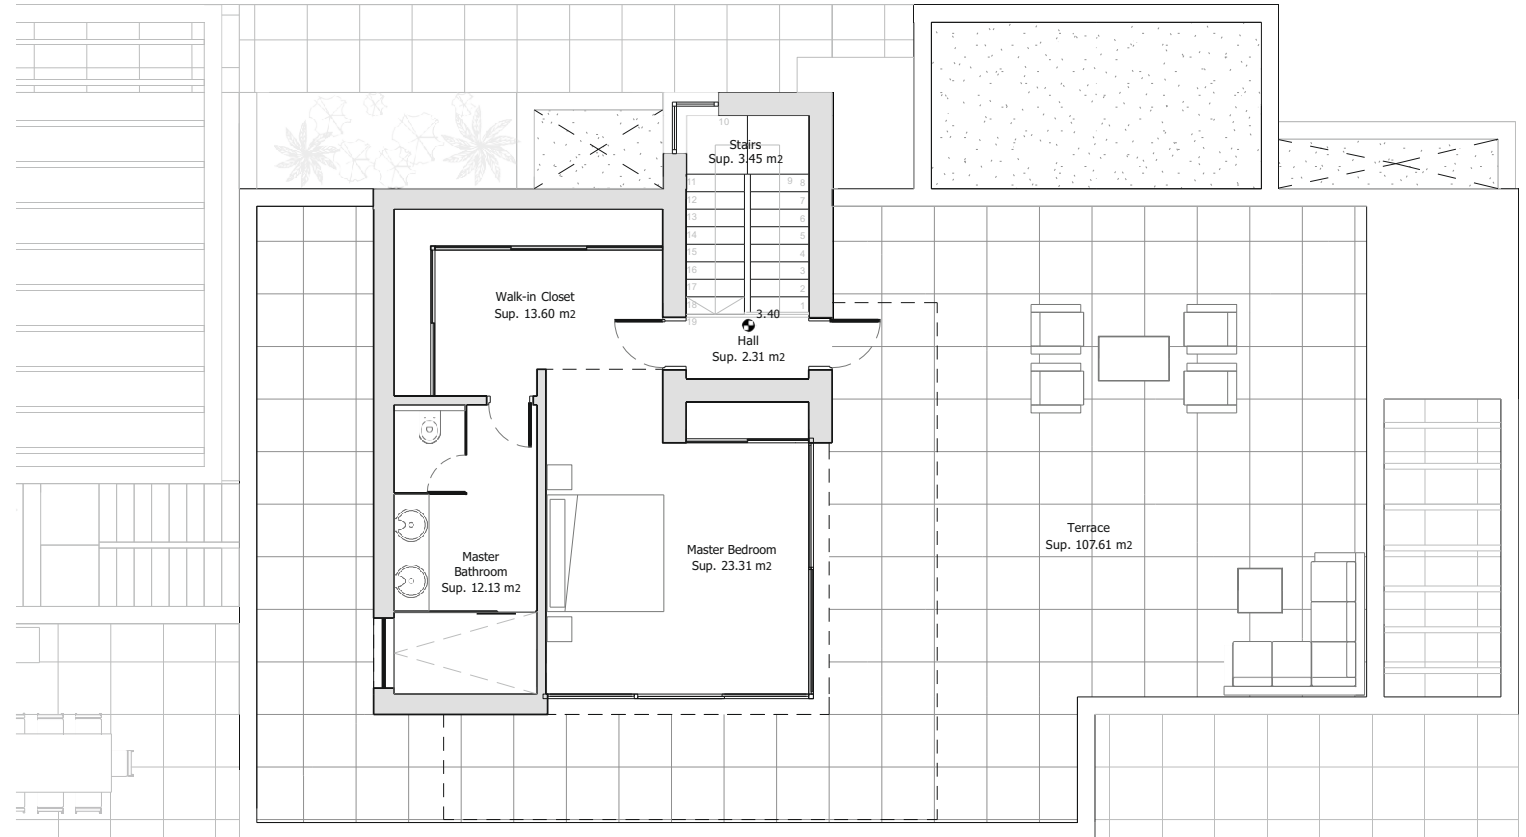 10
Stairs
Sup. 3.45 m2
11
9
8
12
7
13
6
14
5
15
4
16
3
17
2
18
1
19
3.40
Walk-in Closet
Sup. 13.60 m2
Hall
Sup. 2.31 m2
Terrace
Sup. 107.61 m2
Master Bedroom
Sup. 23.31 m2
Master
Bathroom
Sup. 12.13 m2